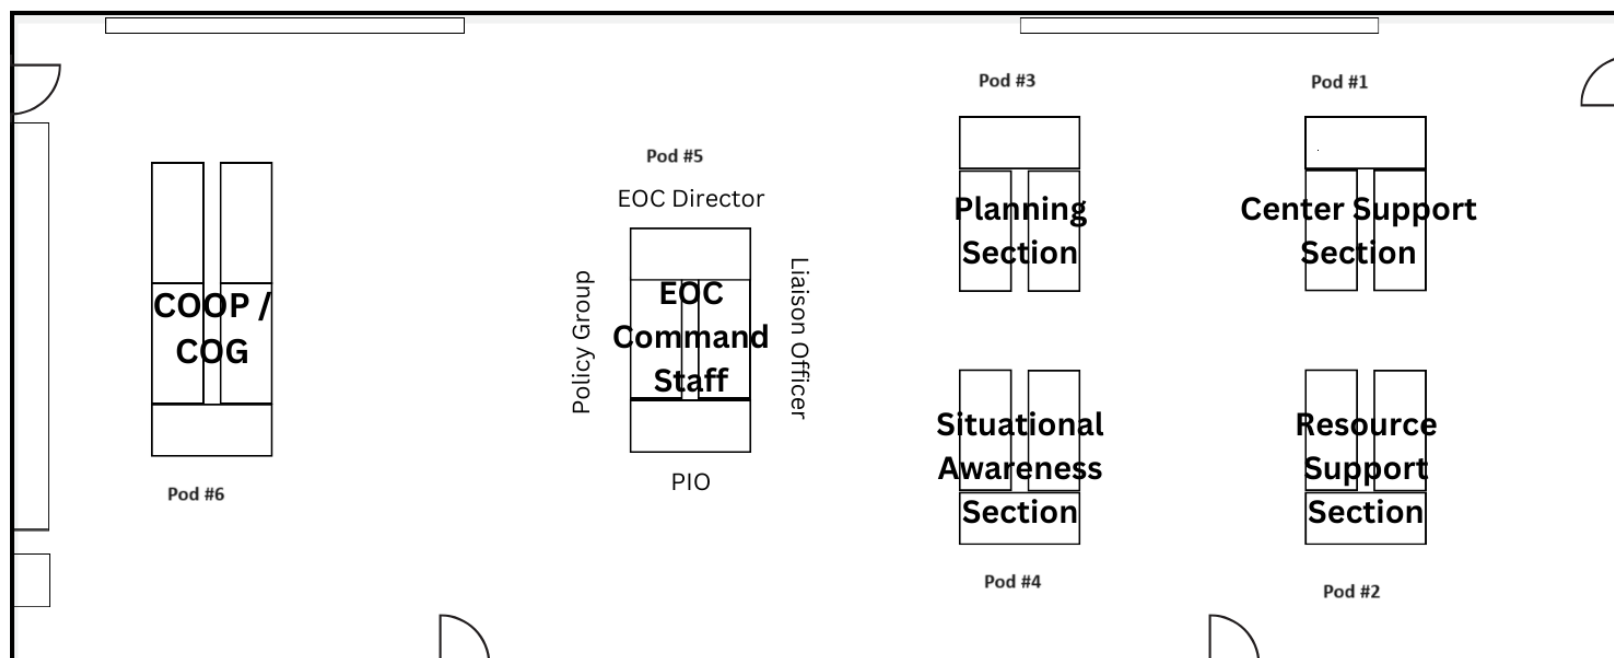 Pod #3
Pod #1
Pod #5
EOC Director
Planning
Section
Center Support
Section
Policy Group
EOC
Command
Staff
Liaison Officer
COOP /
COG
Situational
Awareness
Section
Resource
Support
Section
PIO
Pod #6
Pod #4
Pod #2